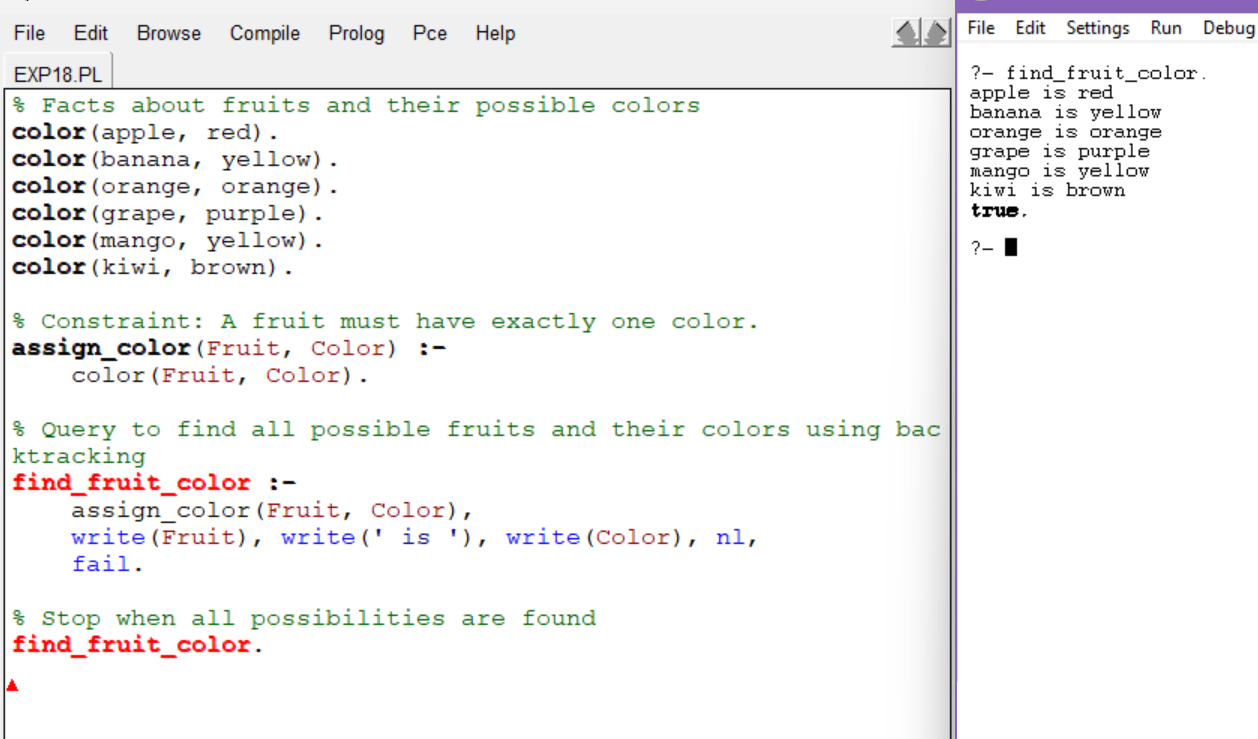 File Edit Browse Compile Prolog Pce Help
EXP18.PL
% Facts about fruits and their possible colors
color(apple, red).
color(banana, yellow).
color(orange, orange).
color(grape, purple).
color(mango, yellow).
color(kiwi, brown).
% Constraint: A fruit must have exactly one color.
assign_color(Fruit, Color) :-
    color(Fruit, Color).
% Query to find all possible fruits and their colors using bac
ktracking
find_fruit_color :-
    assign_color(Fruit, Color),
    write(Fruit), write(' is '), write(Color), nl,
    fail.
% Stop when all possibilities are found
find_fruit_color.
File Edit Settings Run Debug
?- find_fruit_color.
apple is red
banana is yellow
orange is orange
grape is purple
mango is yellow
kiwi is brown
true.
?-